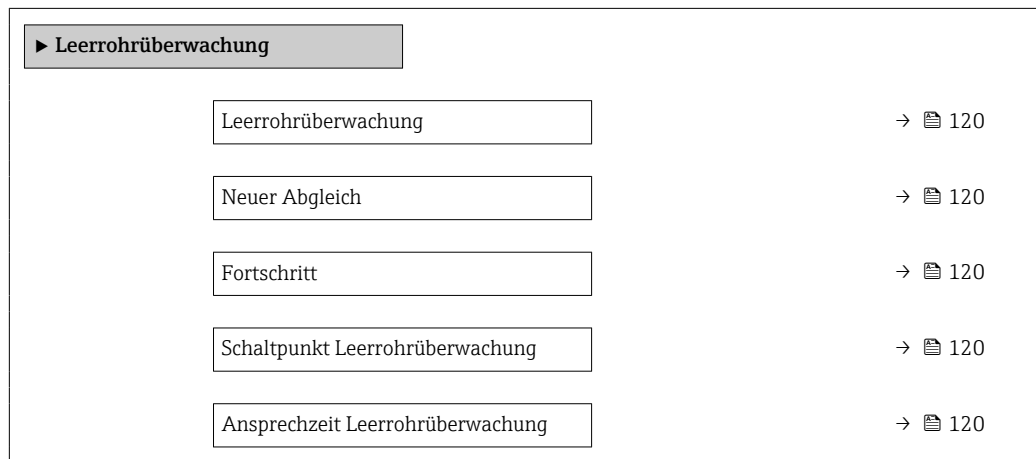 ▶ Leerrohrüberwachung
Leerrohrüberwachung → 120
Neuer Abgleich → 120
Fortschritt → 120
Schaltpunkt Leerrohrüberwachung → 120
Ansprechzeit Leerrohrüberwachung → 120